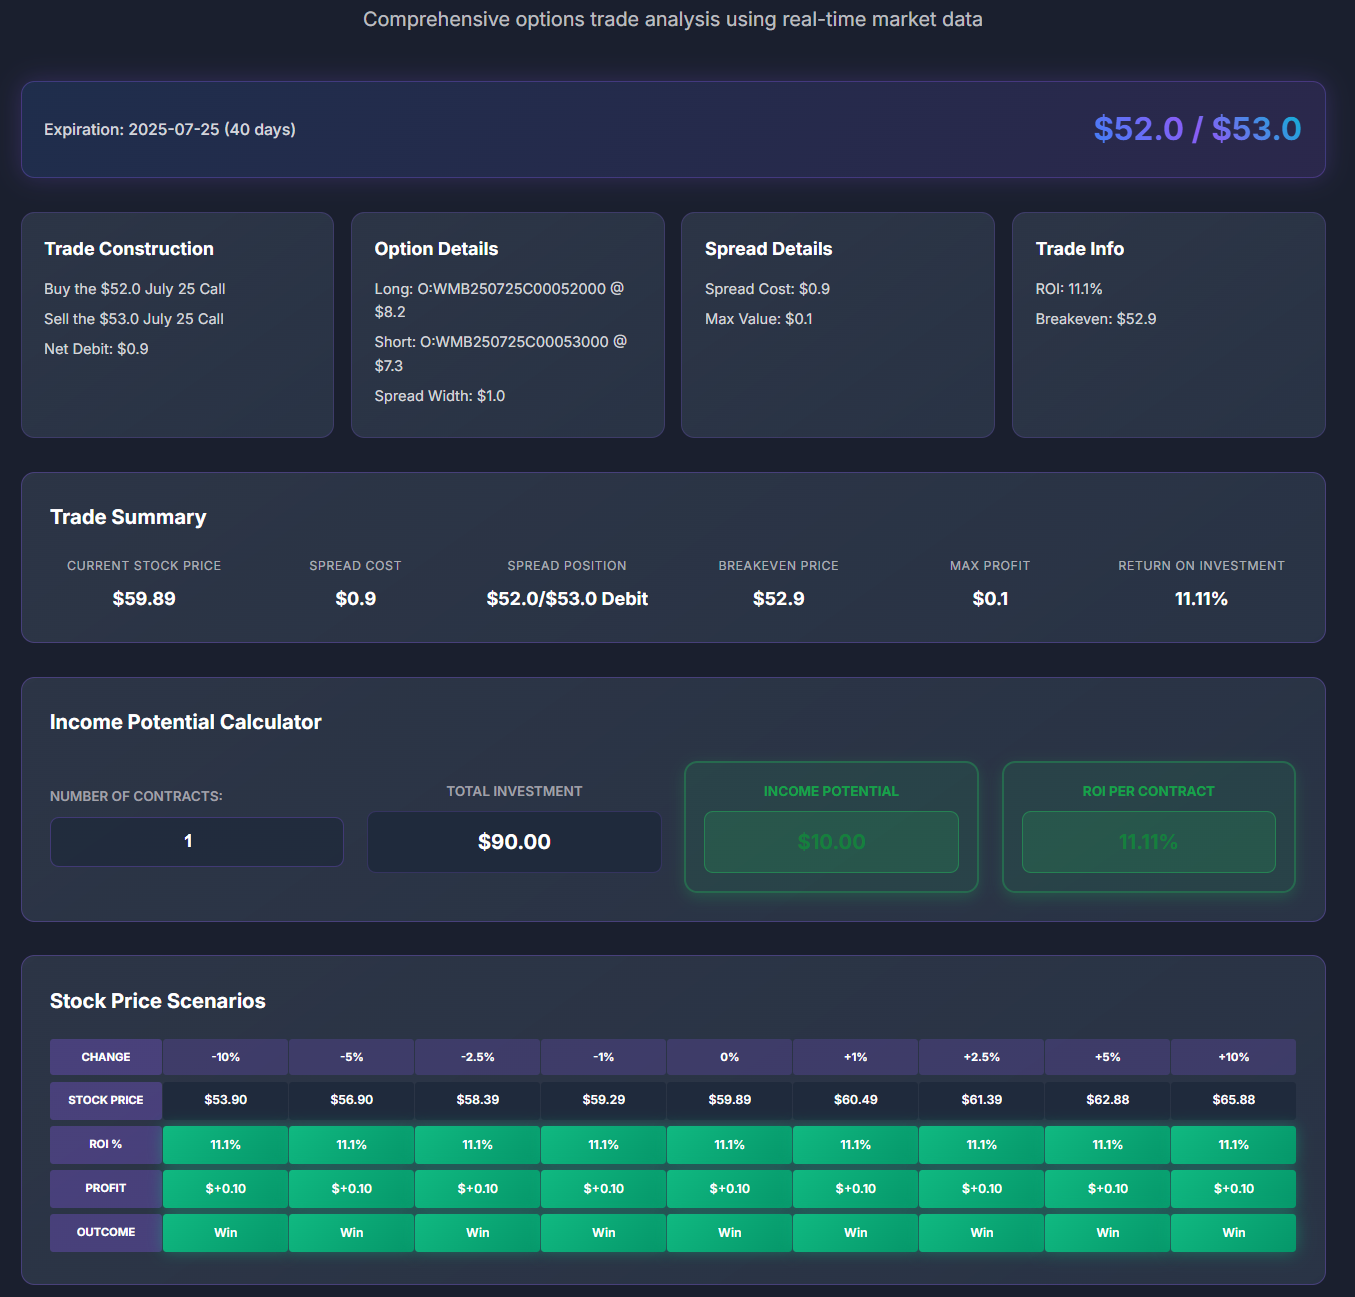 Comprehensive options trade analysis using real-time market data
Expiration: 2025-07-25 (40 days)
$52.0 / $53.0
Trade Construction
Buy the $52.0 July 25 Call
Sell the $53.0 July 25 Call
Net Debit: $0.9
Option Details
Long: O:WMB250725C00052000 @
$8.2
Short: O:WMB250725C00053000 @
$7.3
Spread Width: $1.0
Spread Details
Spread Cost: $0.9
Max Value: $0.1
Trade Info
ROI: 11.1%
Breakeven: $52.9
Trade Summary
CURRENT STOCK PRICE
$59.89
SPREAD COST
$0.9
SPREAD POSITION
$52.0/$53.0 Debit
BREAKEVEN PRICE
$52.9
MAX PROFIT
$0.1
RETURN ON INVESTMENT
11.11%
Income Potential Calculator
NUMBER OF CONTRACTS:
1
TOTAL INVESTMENT
$90.00
INCOME POTENTIAL
$10.00
ROI PER CONTRACT
11.11%
Stock Price Scenarios
CHANGE -10% -5% -2.5% -1% 0% +1% +2.5% +5% +10%
STOCK PRICE $53.90 $56.90 $58.39 $59.29 $59.89 $60.49 $61.39 $62.88 $65.88
ROI % 11.1% 11.1% 11.1% 11.1% 11.1% 11.1% 11.1% 11.1% 11.1%
PROFIT $+0.10 $+0.10 $+0.10 $+0.10 $+0.10 $+0.10 $+0.10 $+0.10 $+0.10
OUTCOME Win Win Win Win Win Win Win Win Win